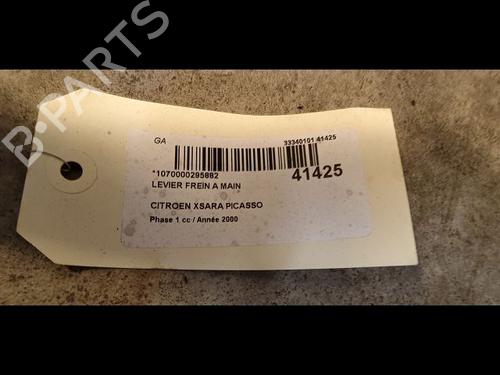 GA
33340101 41425
*1070000295882
41425
LEVIER FREIN A MAIN
CITROEN XSARA PICASSO
Phase 1 cc / Année 2000
B-PARTS